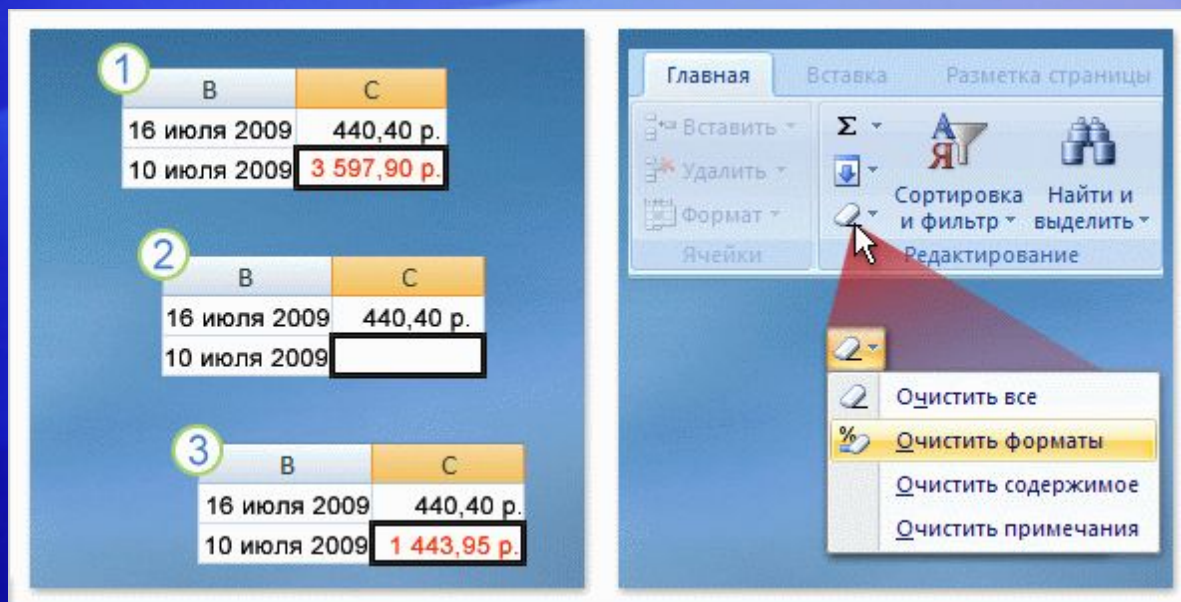 1
B C
16 июля 2009 440,40 р.
10 июля 2009 3 597,90 р.
2
B C
16 июля 2009 440,40 р.
10 июля 2009
3
B C
16 июля 2009 440,40 р.
10 июля 2009 1 443,95 р.
Главная Вставка Разметка страницы
Вставить
Удалить
Формат
Ячейки
Σ
А
Я
Сортировка
и фильтр
Найти и
выделить
Редактирование
Очистить все
% Очистить форматы
Очистить содержимое
Очистить примечания